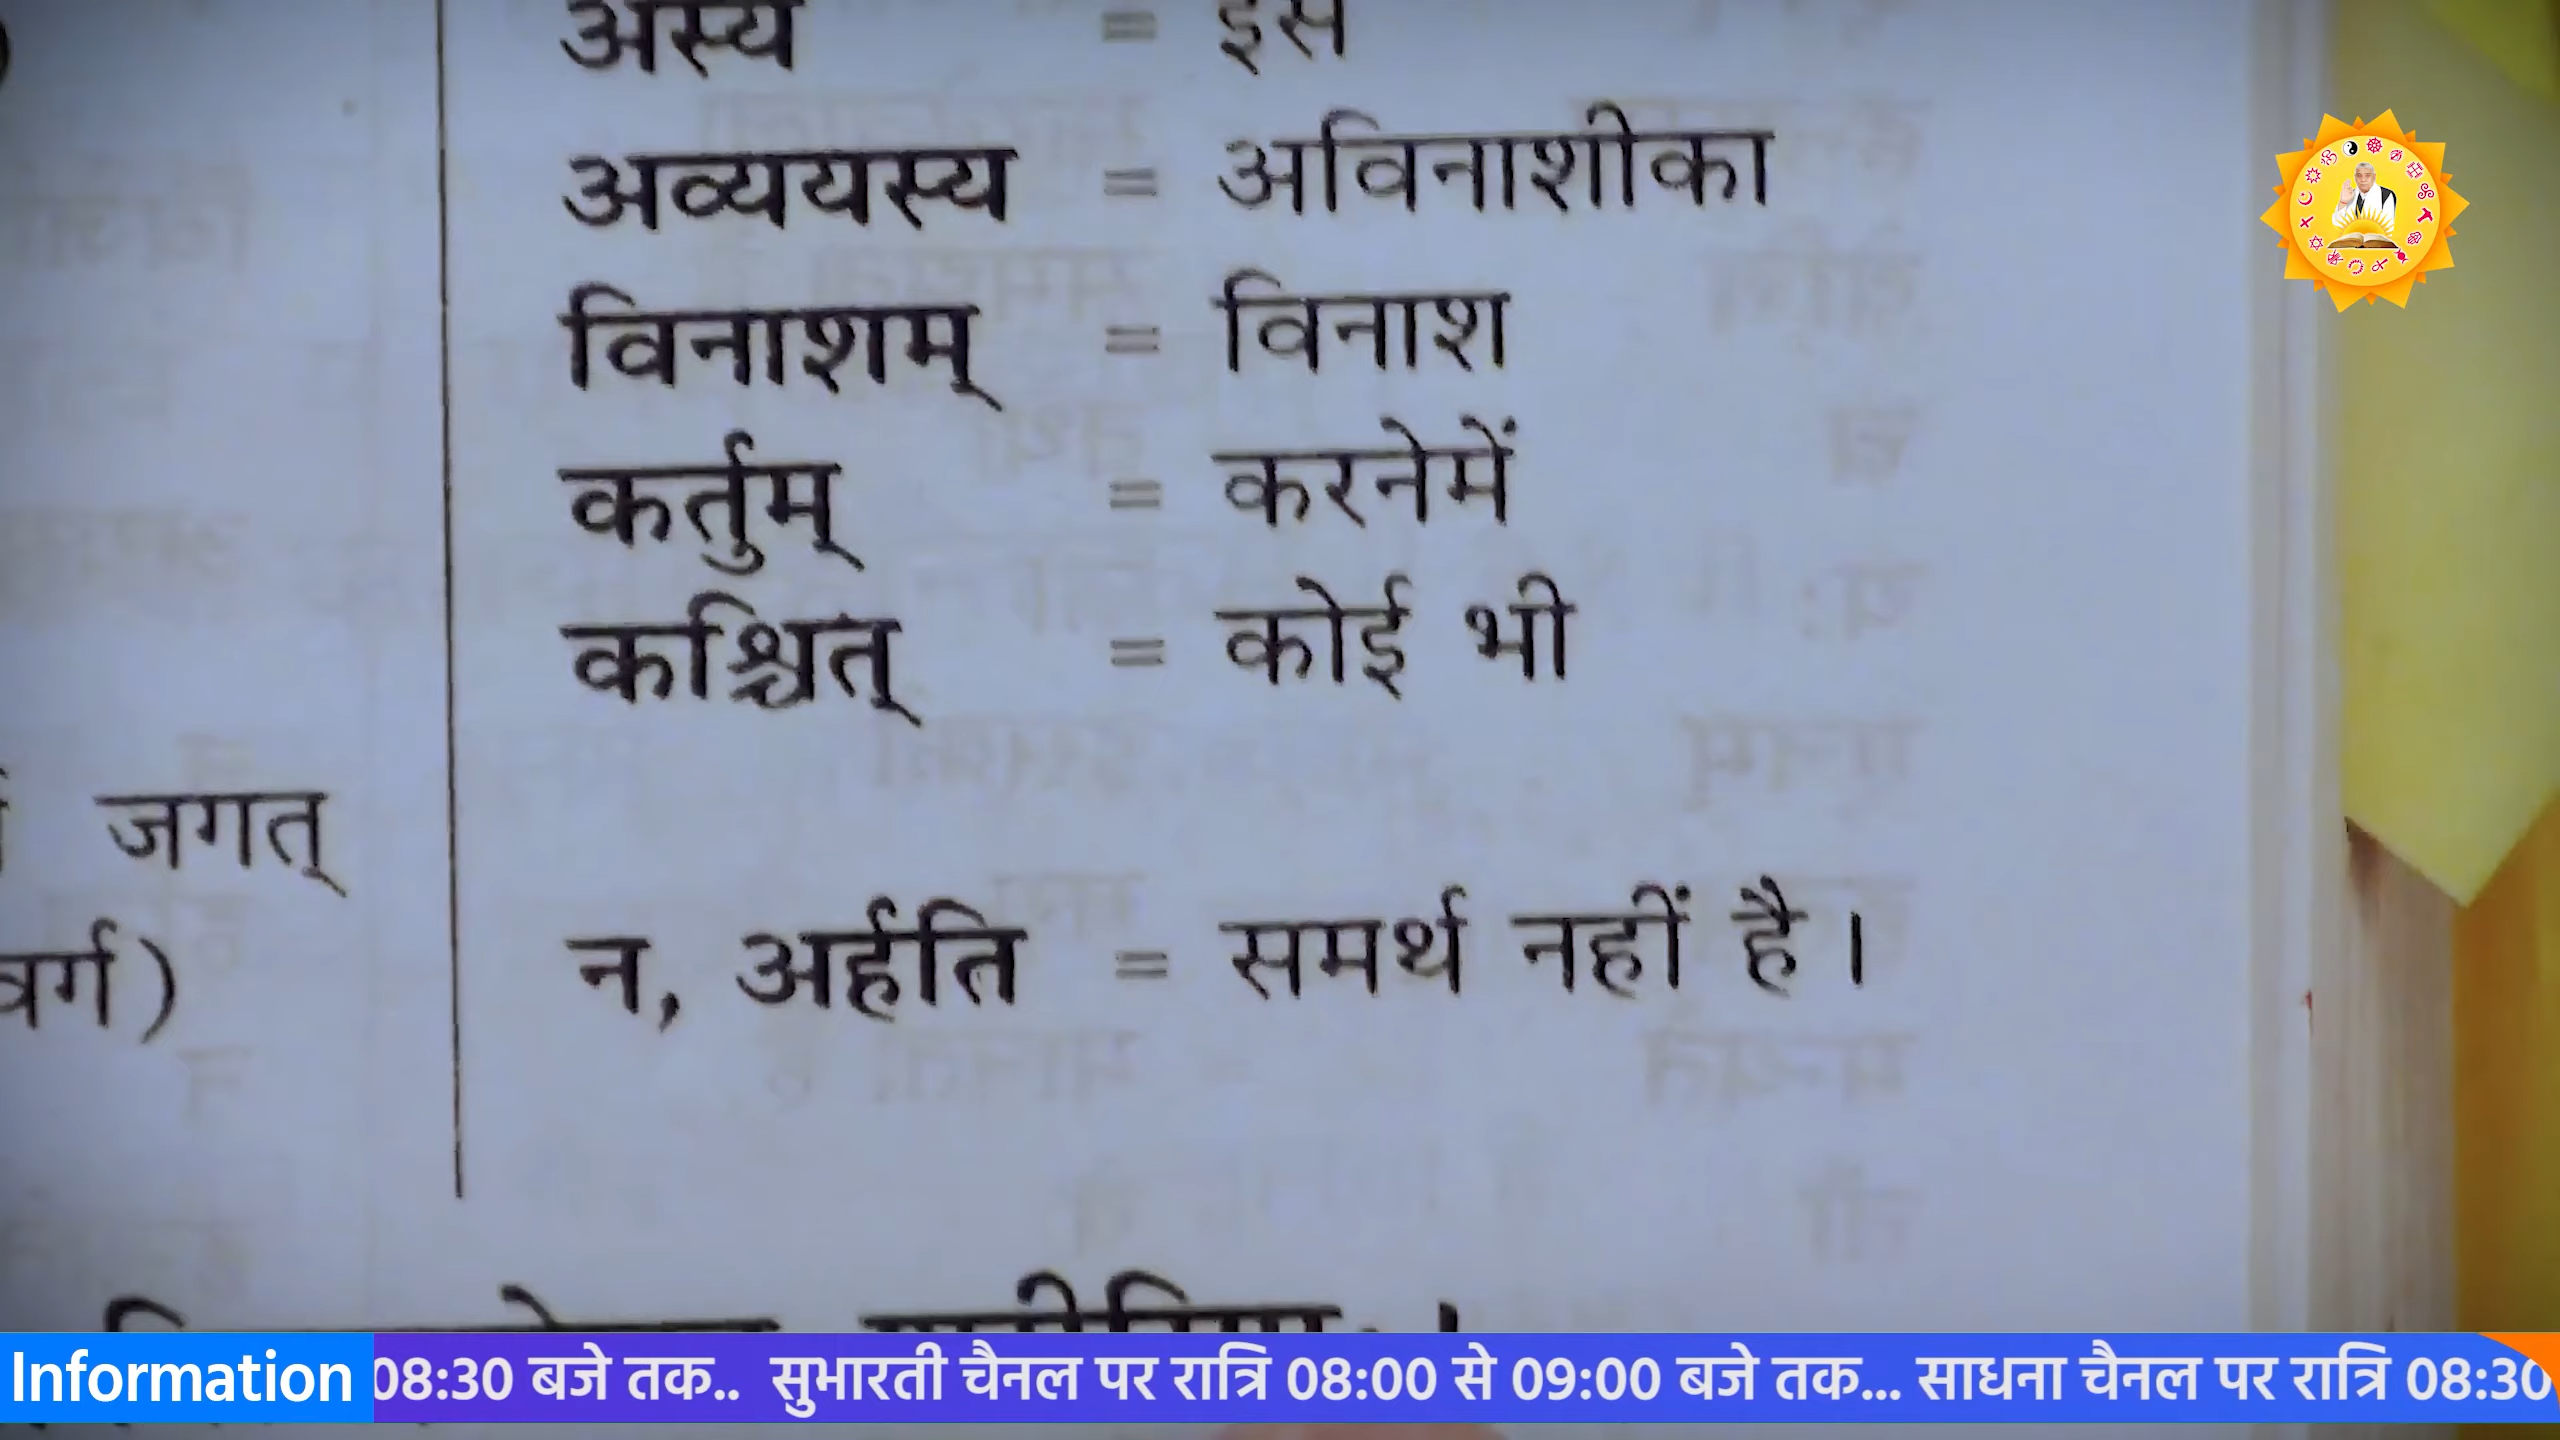 अस्य = इस
अव्ययस्य = अविनाशीका
विनाशम् = विनाश
कर्तुम् = करनेमें
कश्चित् = कोई भी
जगत्
न, अर्हति = समर्थ नहीं है।
वर्ग)
Information 08:30 बजे तक.. सुभारती चैनल पर रात्रि 08:00 से 09:00 बजे तक... साधना चैनल पर रात्रि 08:30